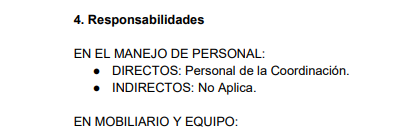 4. Responsabilidades
EN EL MANEJO DE PERSONAL:
● DIRECTOS: Personal de la Coordinación.
● INDIRECTOS: No Aplica.
EN MOBILIARIO Y EQUIPO: